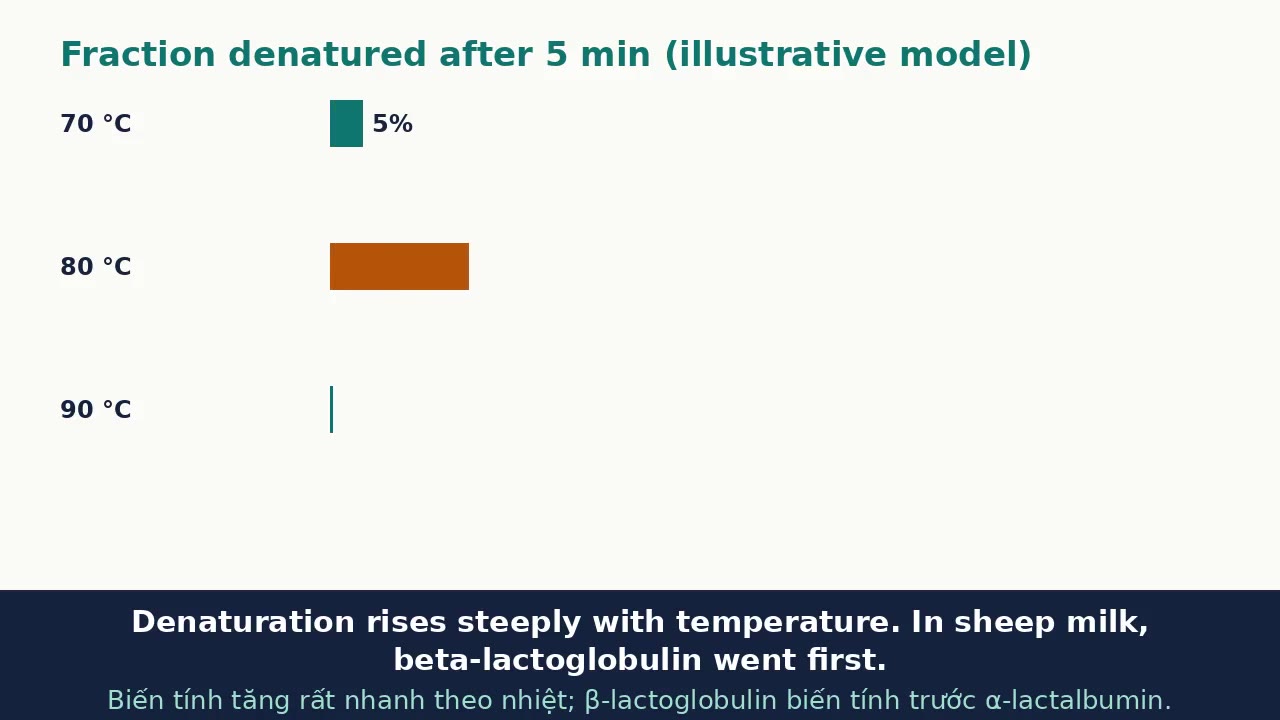 Fraction denatured after 5 min (illustrative model)
70 °C 5%
80 °C
90 °C
Denaturation rises steeply with temperature. In sheep milk,
beta-lactoglobulin went first.
Biến tính tăng rất nhanh theo nhiệt; β-lactoglobulin biến tính trước α-lactalbumin.